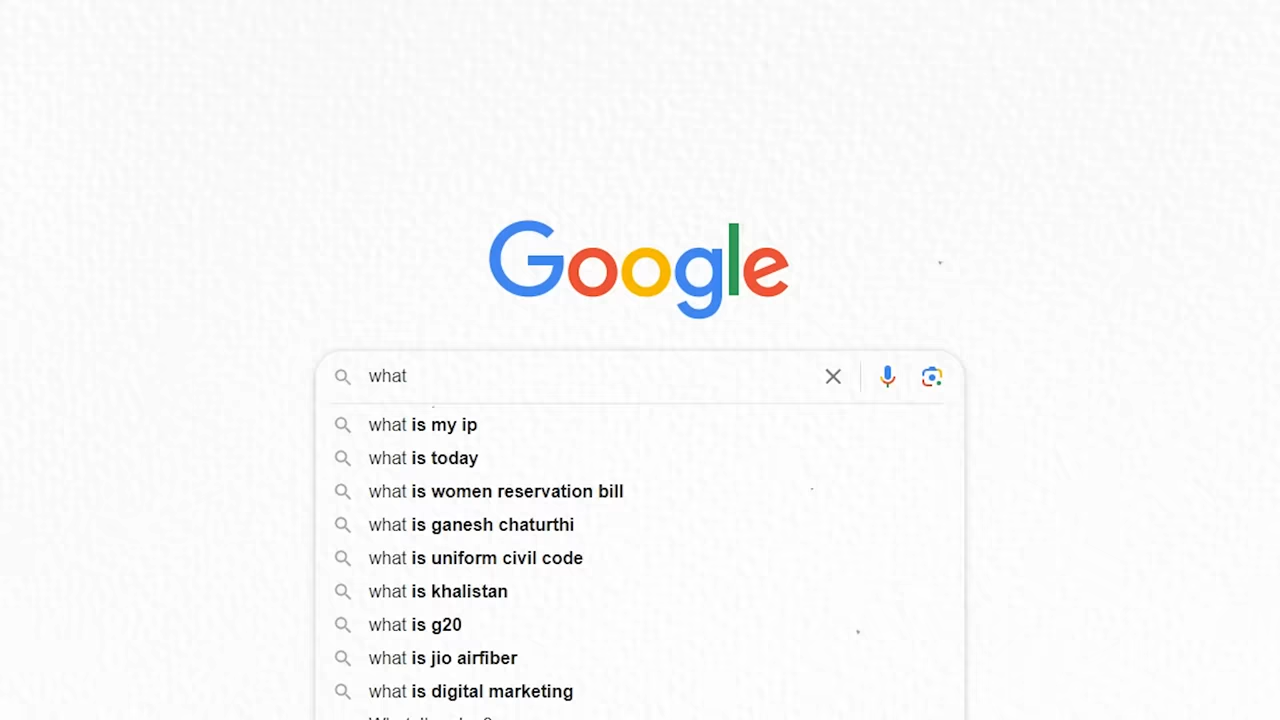 Google
what
what is my ip
what is today
what is women reservation bill
what is ganesh chaturthi
what is uniform civil code
what is khalistan
what is g20
what is jio airfiber
what is digital marketing